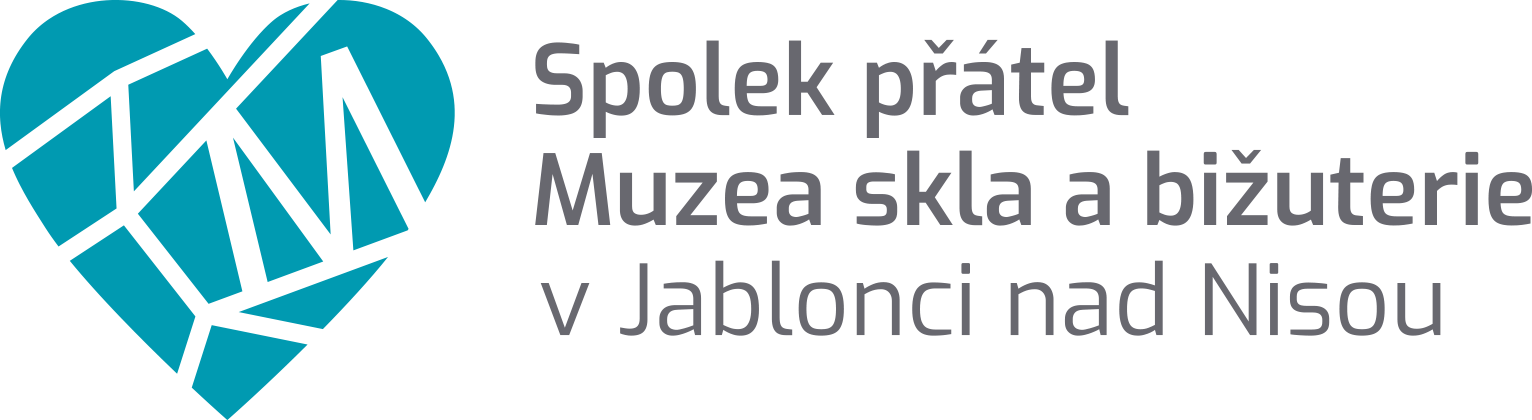 Spolek přátel
Muzea skla a bižuterie
v Jablonci nad Nisou